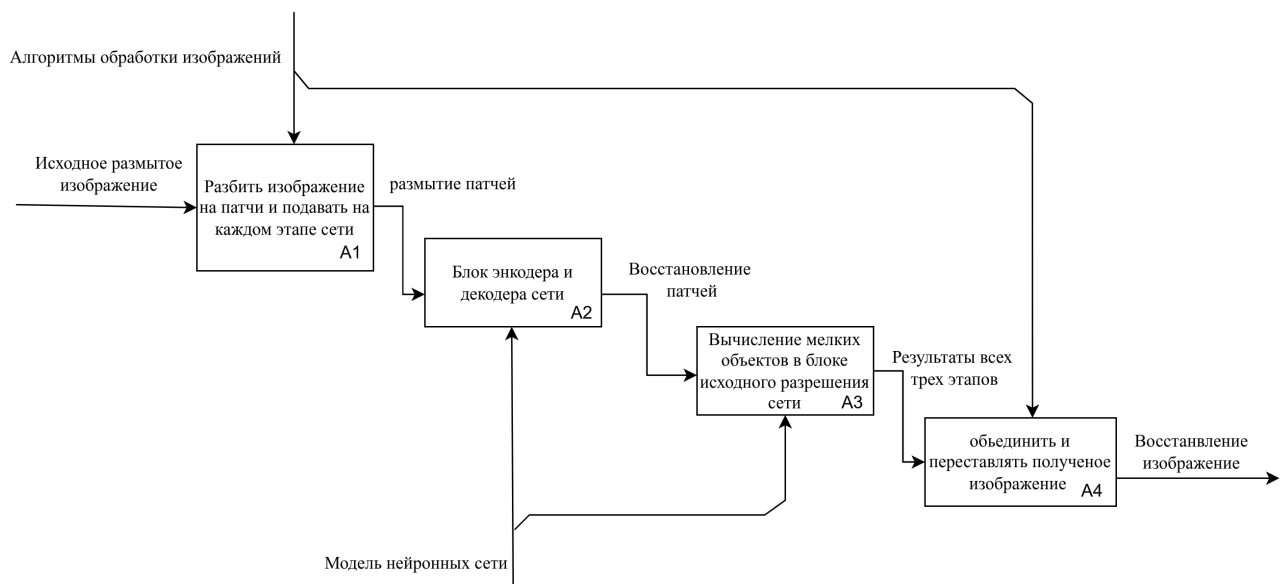 Алгоритмы обработки изображений
Исходное размытое
изображение
Разбить изображение
на патчи и подавать на
каждом этапе сети
A1
размытие патчей
Блок энкодера и
декодера сети
A2
Восстановление
патчей
Вычисление мелких
объектов в блоке
исходного разрешения
сети
A3
Результаты всех
трех этапов
обьединить и
переставлять полученое
изображение
A4
Восстанвление
изображение
Модель нейронных сети